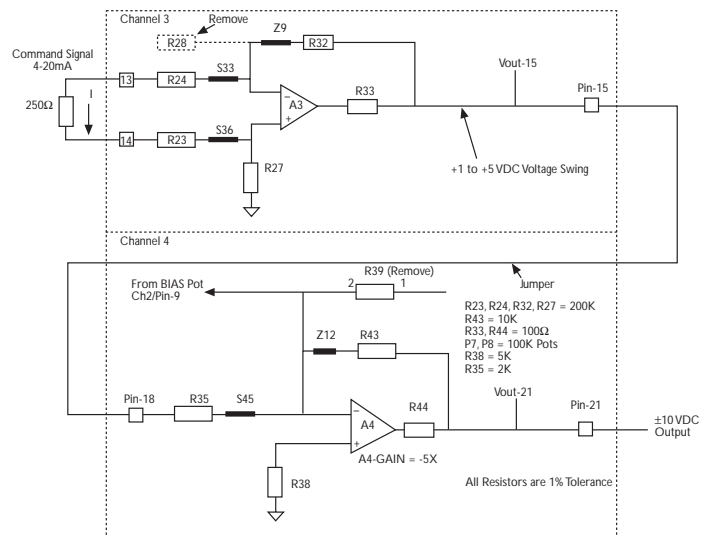 Channel 3
Remove
R28
Z9
R32
Command Signal
4-20mA
13
R24
S33
Vout-15
Pin-15
250Ω
I
−
A3
+
R33
14
R23
S36
R27
+1 to +5 VDC Voltage Swing
Channel 4
From BIAS Pot
Ch2/Pin-9
R39 (Remove)
2
1
Jumper
R23, R24, R32, R27 = 200K
R43 = 10K
R33, R44 = 100Ω
P7, P8 = 100K Pots
R38 = 5K
R35 = 2K
Z12
R43
Pin-18
R35
S45
−
A4
+
R44
Vout-21
Pin-21
±10 VDC
Output
A4-GAIN = -5X
R38
All Resistors are 1% Tolerance